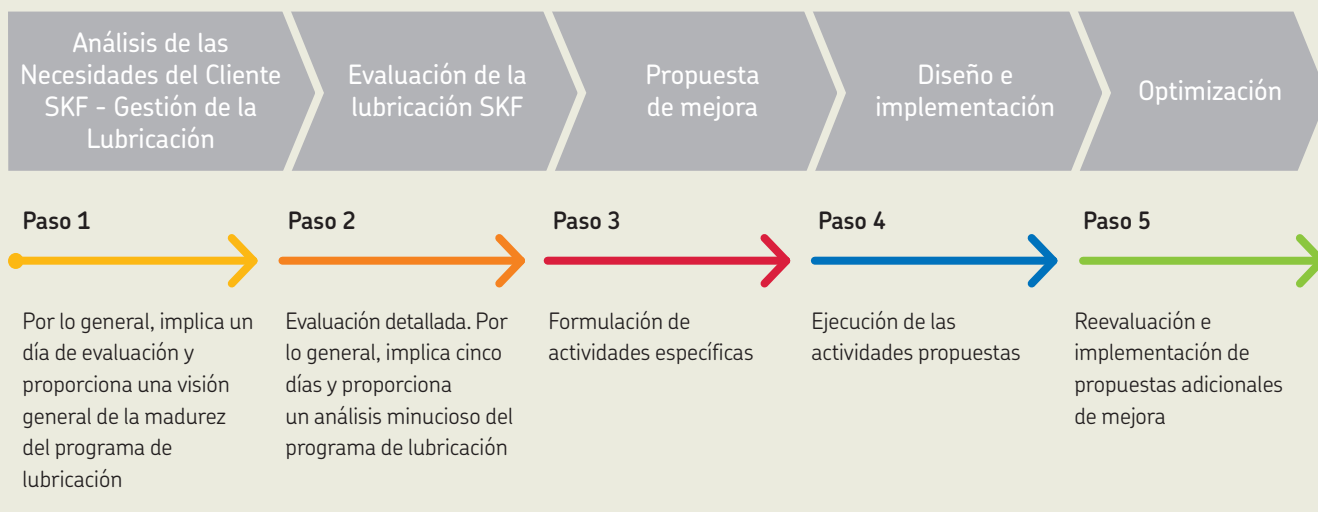 Análisis de las
Necesidades del Cliente
SKF - Gestión de la
Lubricación
Evaluación de la
lubricación SKF
Propuesta
de mejora
Diseño e
implementación
Optimización
Paso 1
Por lo general, implica un
día de evaluación y
proporciona una visión
general de la madurez
del programa de
lubricación
Paso 2
Evaluación detallada. Por
lo general, implica cinco
días y proporciona
un análisis minucioso del
programa de lubricación
Paso 3
Formulación de
actividades específicas
Paso 4
Ejecución de las
actividades propuestas
Paso 5
Reevaluación e
implementación de
propuestas adicionales
de mejora